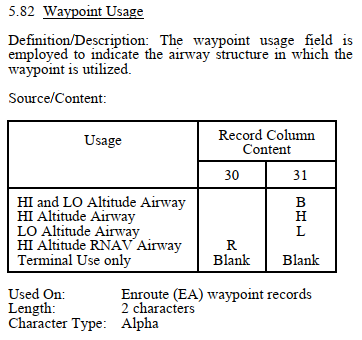 5.82 Waypoint Usage
Definition/Description: The waypoint usage field is
employed to indicate the airway structure in which the
waypoint is utilized.
Source/Content:
Usage Record Column
Content
30 31
HI and LO Altitude Airway B
HI Altitude Airway H
LO Altitude Airway L
HI Altitude RNAV Airway R
Terminal Use only Blank Blank
Used On: Enroute (EA) waypoint records
Length: 2 characters
Character Type: Alpha